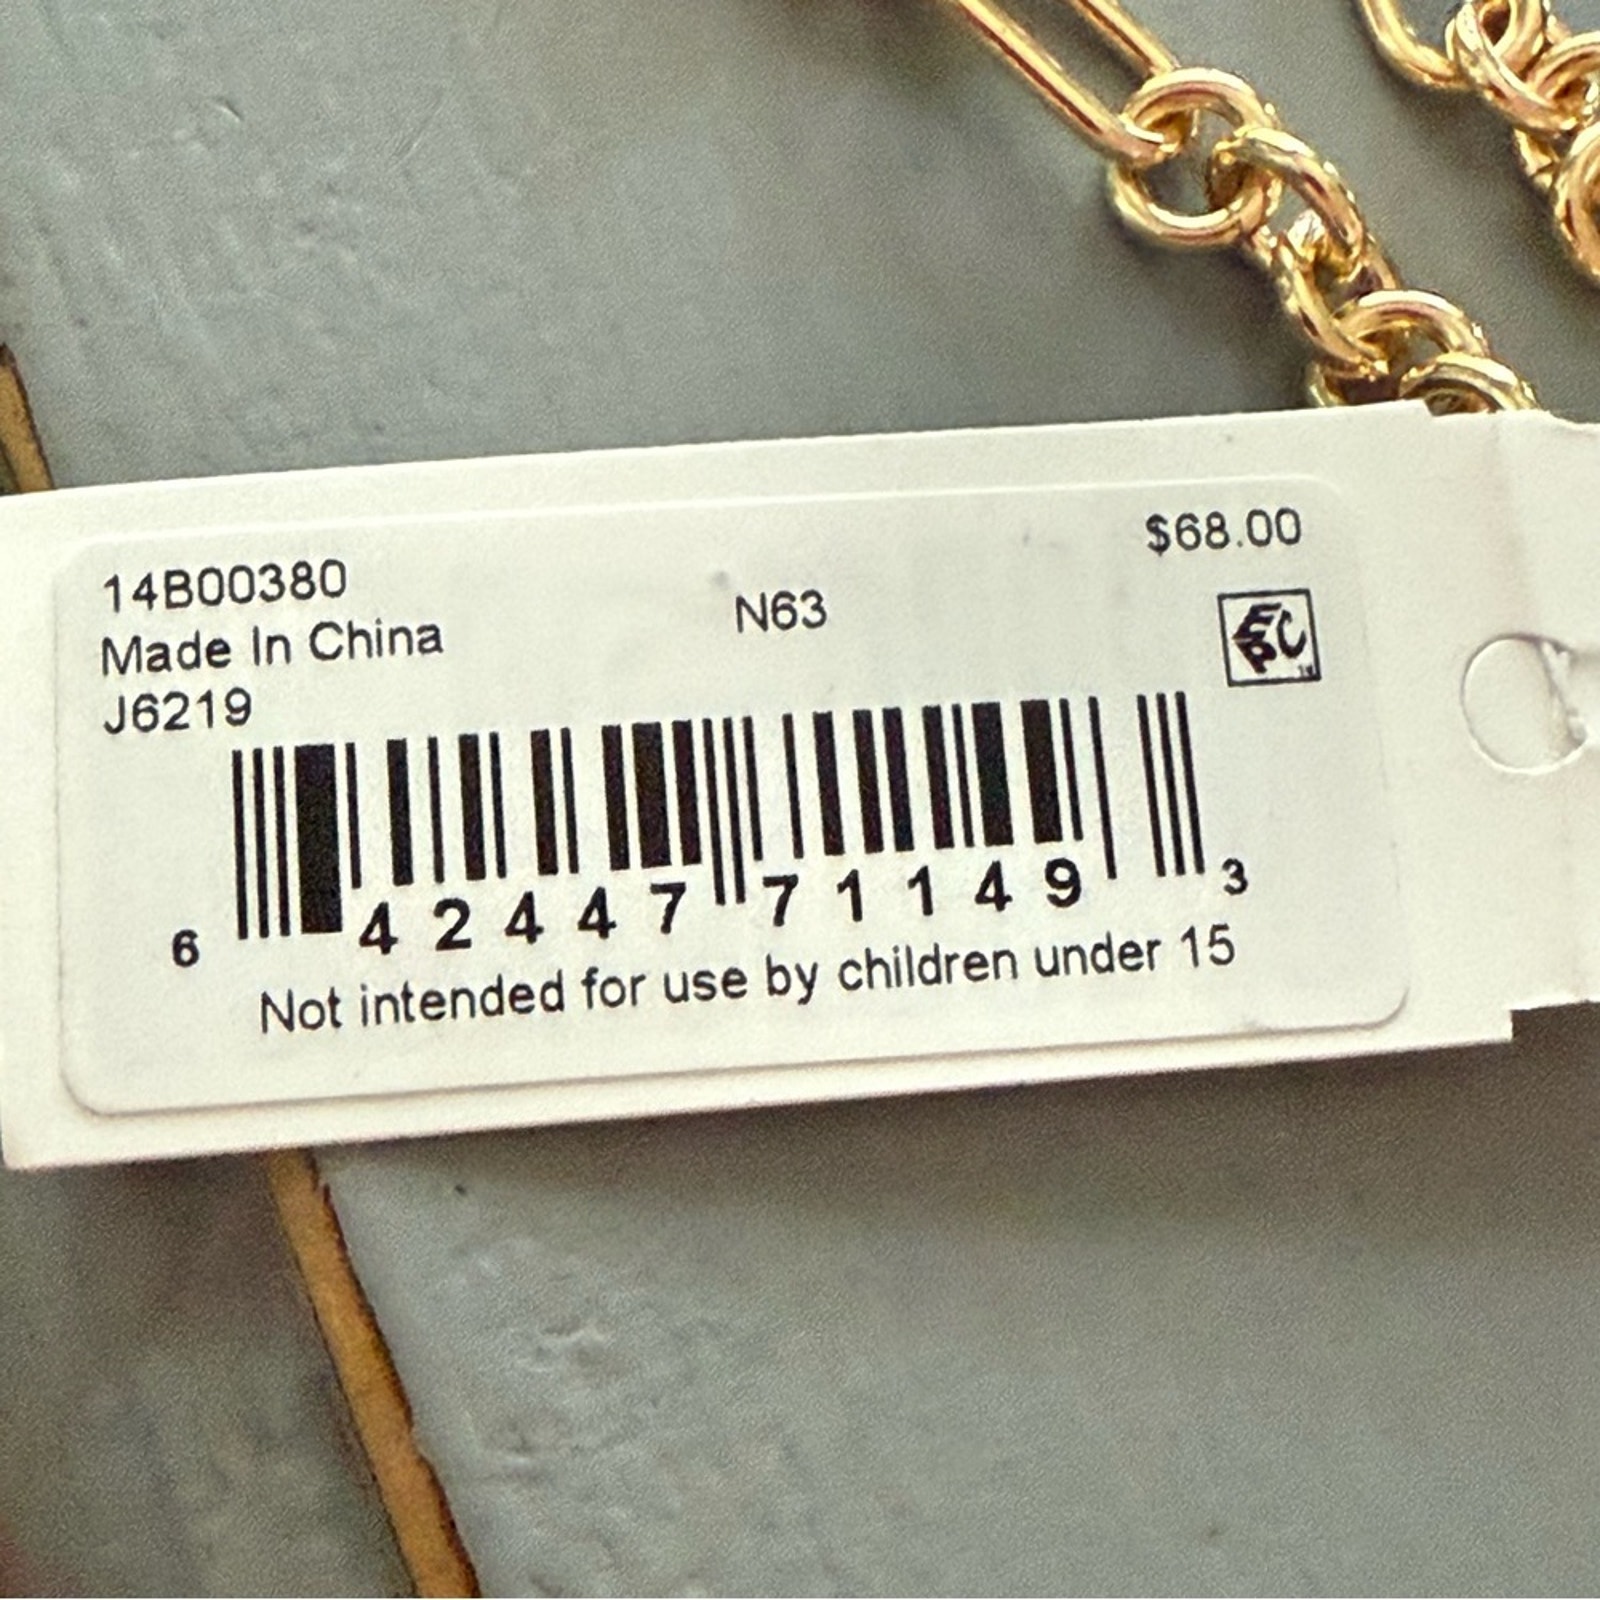 $68.00
14B00380
N63
EPC
Made In China
J6219
6 42447 71149 3
Not intended for use by children under 15